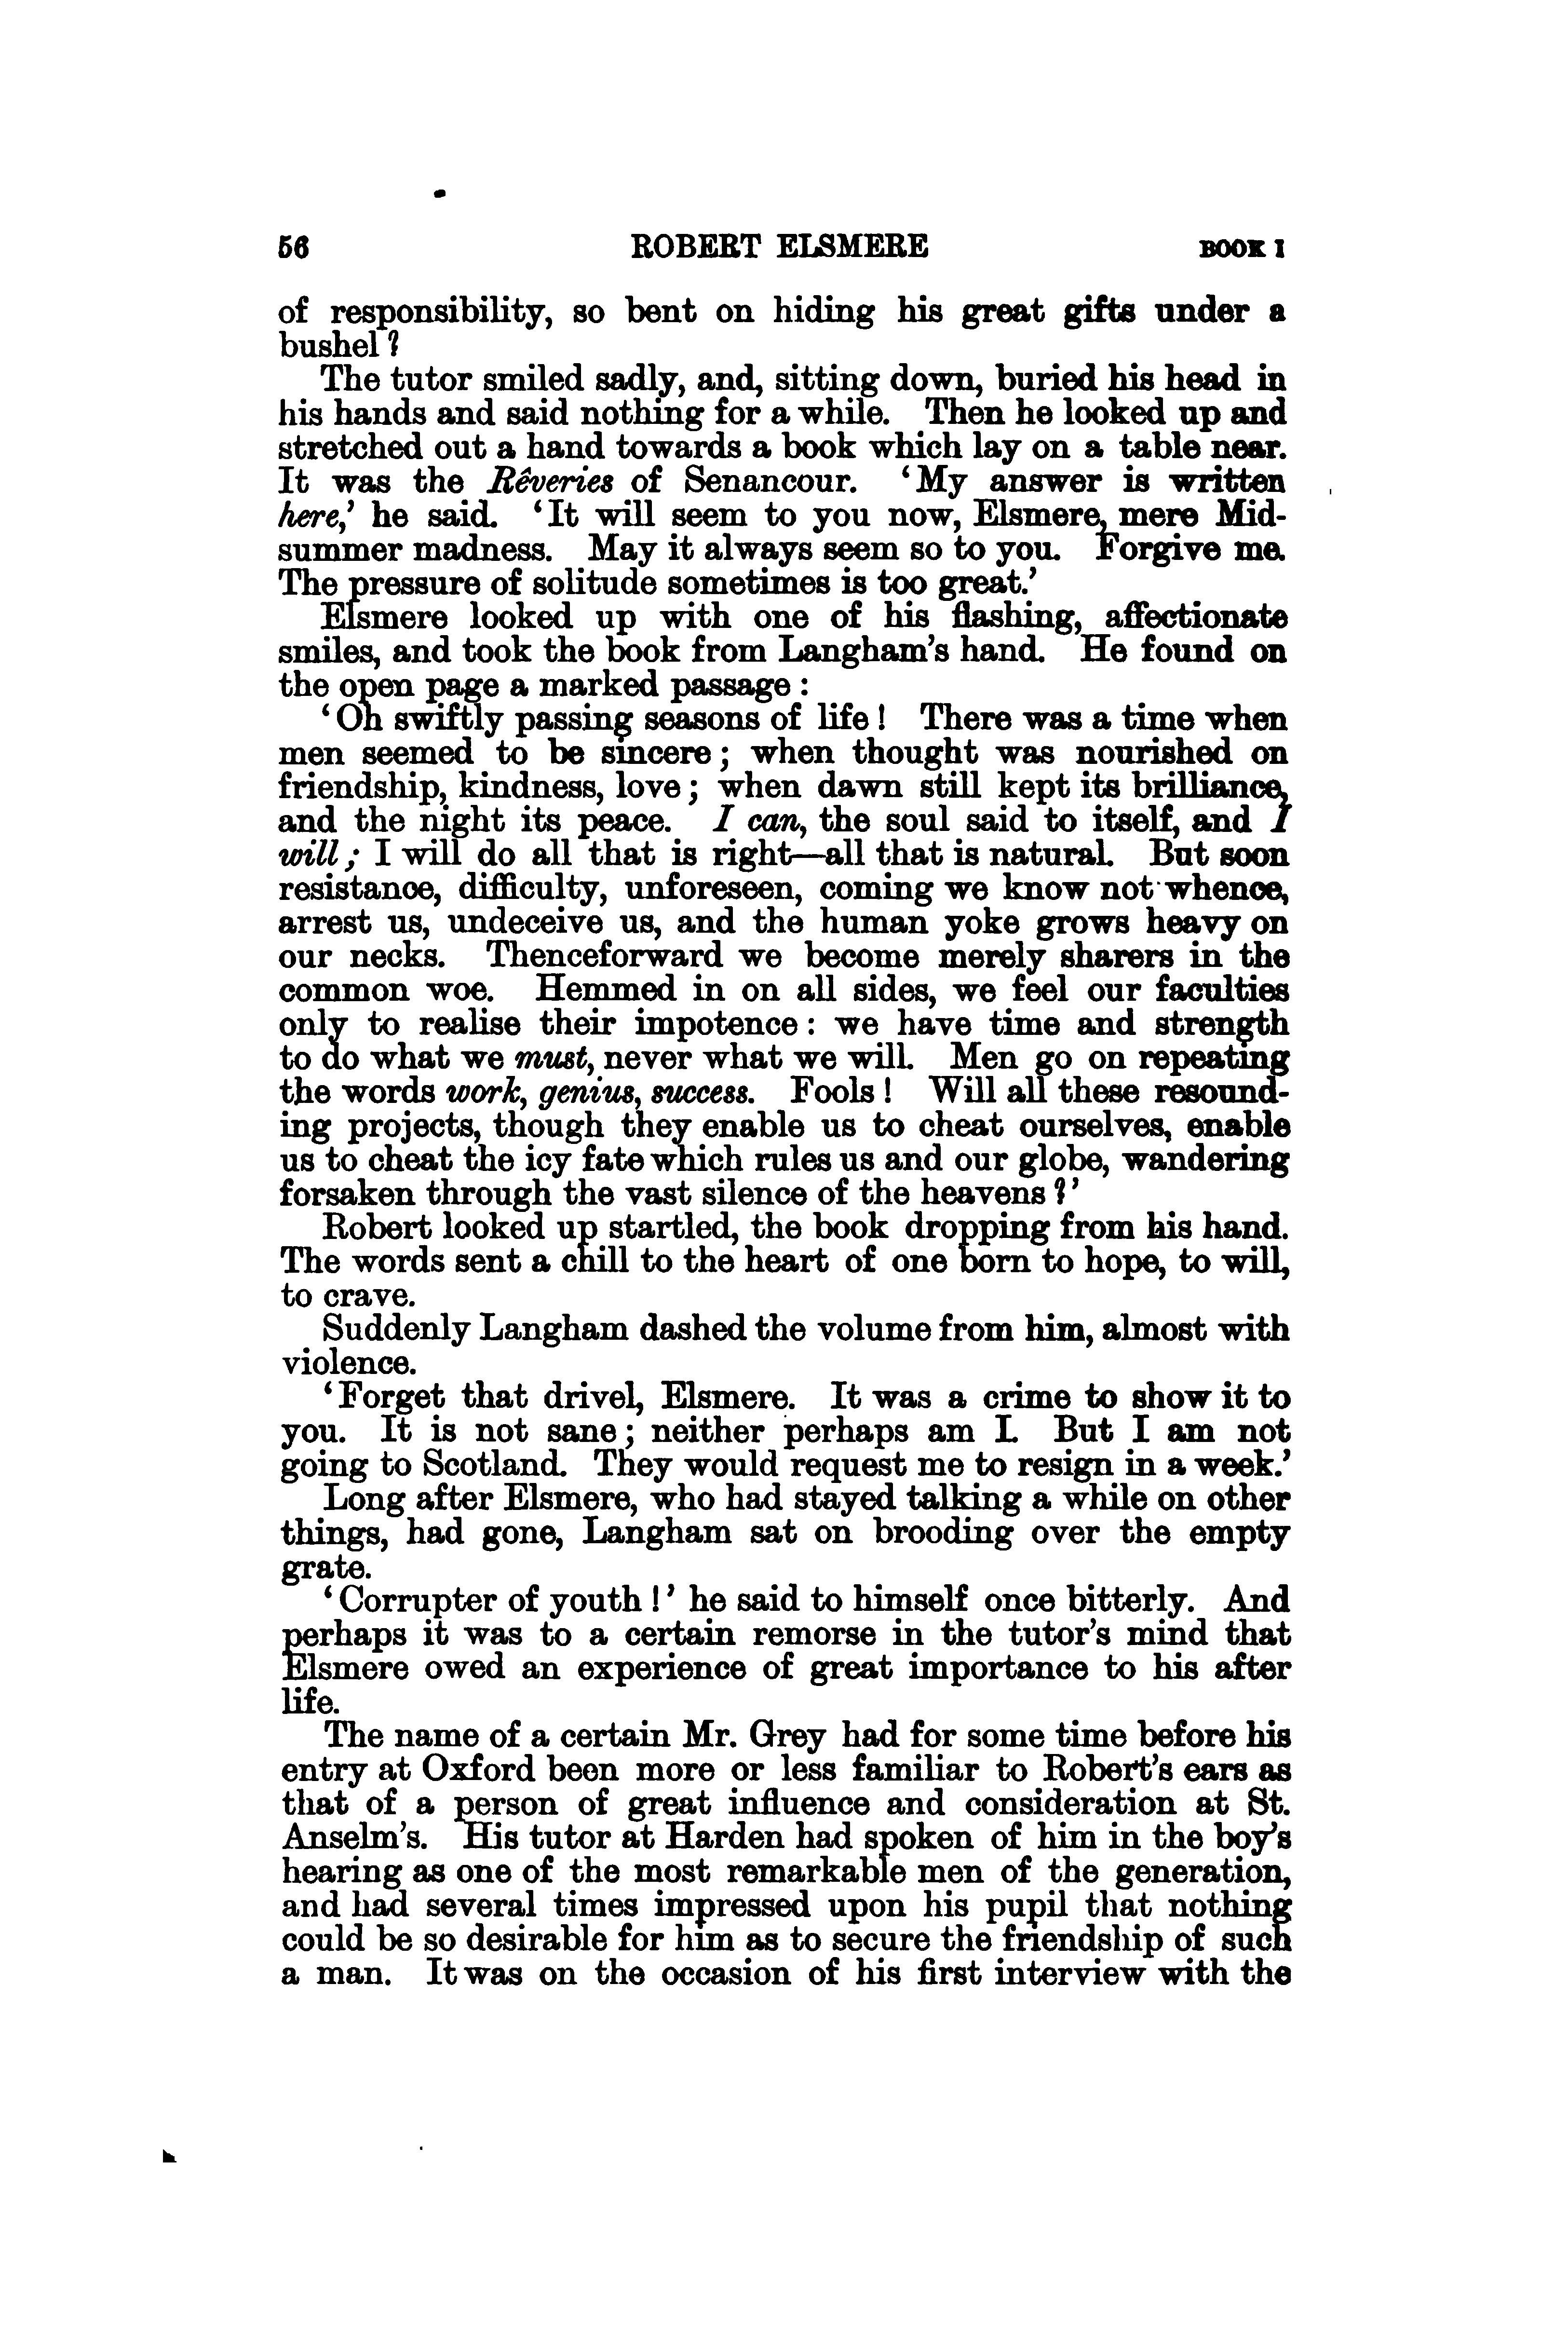 56 ROBERT ELSMERE BOOK I
of responsibility, so bent on hiding his great gifts under a
bushel?
The tutor smiled sadly, and, sitting down, buried his head in
his hands and said nothing for a while. Then he looked up and
stretched out a hand towards a book which lay on a table near.
It was the Rêveries of Senancour. ‘My answer is written
here,’ he said. ‘It will seem to you now, Elsmere, mere Mid-
summer madness. May it always seem so to you. Forgive me.
The pressure of solitude sometimes is too great.’
Elsmere looked up with one of his flashing, affectionate
smiles, and took the book from Langham’s hand. He found on
the open page a marked passage:
‘Oh swiftly passing seasons of life! There was a time when
men seemed to be sincere; when thought was nourished on
friendship, kindness, love; when dawn still kept its brilliance,
and the night its peace. I can, the soul said to itself, and I
will; I will do all that is right—all that is natural. But soon
resistance, difficulty, unforeseen, coming we know not whence,
arrest us, undeceive us, and the human yoke grows heavy on
our necks. Thenceforward we become merely sharers in the
common woe. Hemmed in on all sides, we feel our faculties
only to realise their impotence: we have time and strength
to do what we must, never what we will. Men go on repeating
the words work, genius, success. Fools! Will all these resound-
ing projects, though they enable us to cheat ourselves, enable
us to cheat the icy fate which rules us and our globe, wandering
forsaken through the vast silence of the heavens?’
Robert looked up startled, the book dropping from his hand.
The words sent a chill to the heart of one born to hope, to will,
to crave.
Suddenly Langham dashed the volume from him, almost with
violence.
‘Forget that drivel, Elsmere. It was a crime to show it to
you. It is not sane; neither perhaps am I. But I am not
going to Scotland. They would request me to resign in a week.’
Long after Elsmere, who had stayed talking a while on other
things, had gone, Langham sat on brooding over the empty
grate.
‘Corrupter of youth!’ he said to himself once bitterly. And
perhaps it was to a certain remorse in the tutor’s mind that
Elsmere owed an experience of great importance to his after
life.
The name of a certain Mr. Grey had for some time before his
entry at Oxford been more or less familiar to Robert’s ears as
that of a person of great influence and consideration at St.
Anselm’s. His tutor at Harden had spoken of him in the boy’s
hearing as one of the most remarkable men of the generation,
and had several times impressed upon his pupil that nothing
could be so desirable for him as to secure the friendship of such
a man. It was on the occasion of his first interview with the